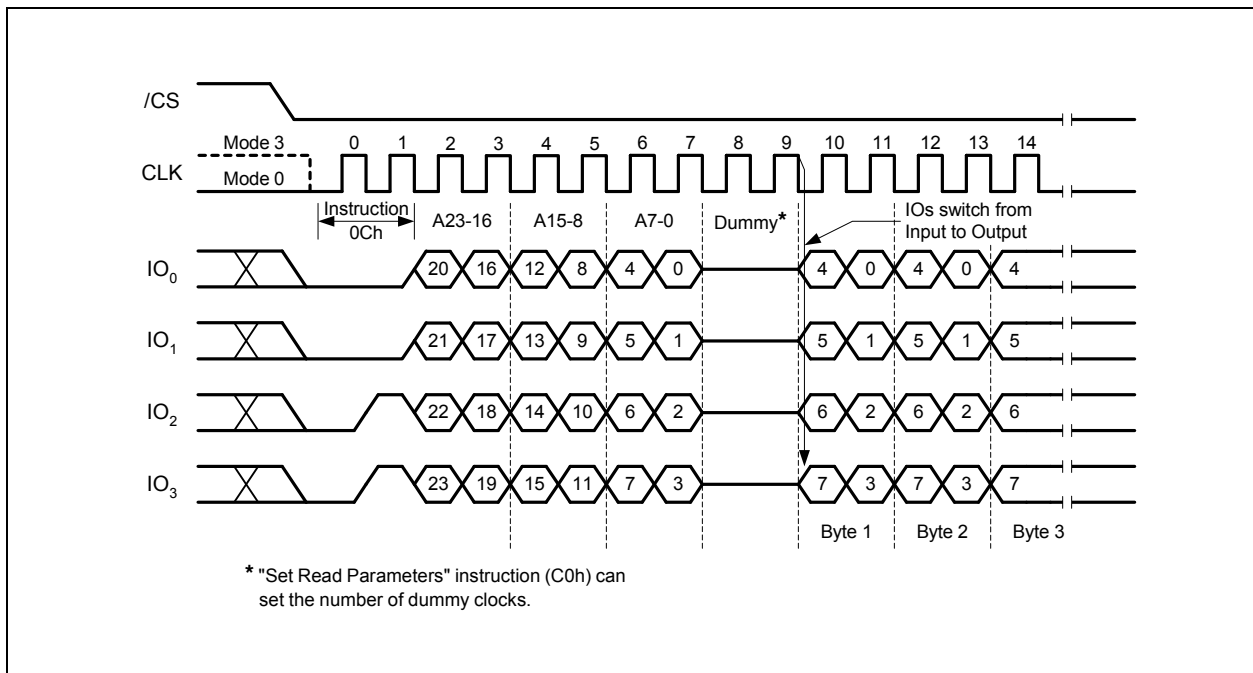 /CS
Mode 3 0 1 2 3 4 5 6 7 8 9 10 11 12 13 14
CLK
Mode 0
Instruction
0Ch
A23-16 A15-8 A7-0 Dummy*
IOs switch from
Input to Output
IO0 20 16 12 8 4 0 4 0 4 0 4
IO1 21 17 13 9 5 1 5 1 5 1 5
IO2 22 18 14 10 6 2 6 2 6 2 6
IO3 23 19 15 11 7 3 7 3 7 3 7
Byte 1 Byte 2 Byte 3
* "Set Read Parameters" instruction (C0h) can
set the number of dummy clocks.